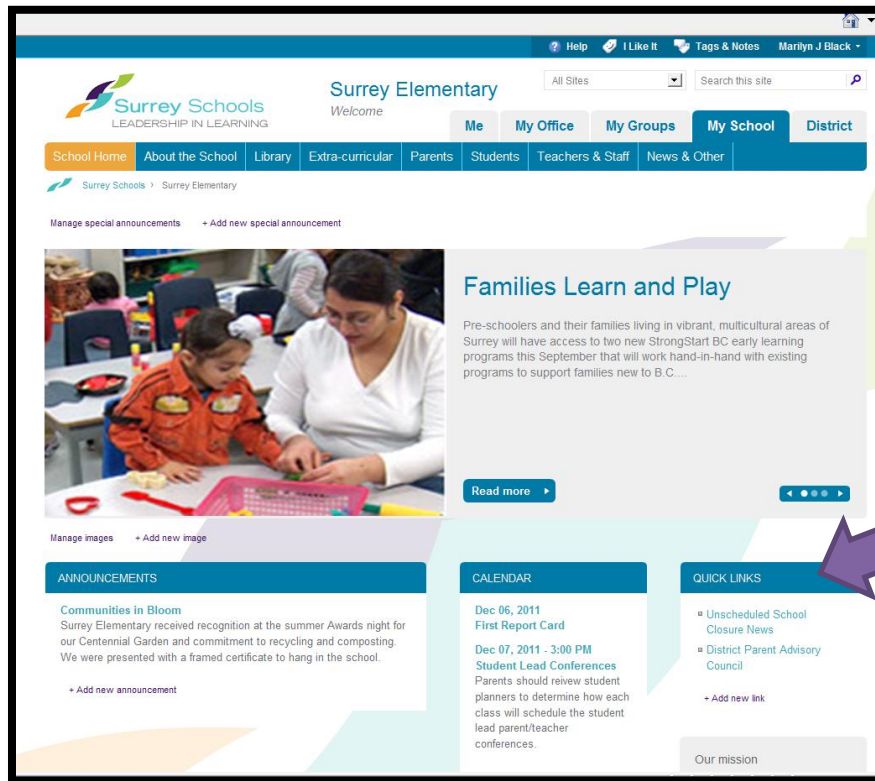 Help I Like It Tags & Notes Marilyn J Black
Surrey Schools
LEADERSHIP IN LEARNING
Surrey Elementary
Welcome
All Sites Search this site
Me My Office My Groups My School District
School Home About the School Library Extra-curricular Parents Students Teachers & Staff News & Other
Surrey Schools › Surrey Elementary
Manage special announcements + Add new special announcement
Families Learn and Play
Pre-schoolers and their families living in vibrant, multicultural areas of
Surrey will have access to two new StrongStart BC early learning
programs this September that will work hand-in-hand with existing
programs to support families new to B.C....
Read more
Manage images + Add new image
ANNOUNCEMENTS
Communities in Bloom
Surrey Elementary received recognition at the summer Awards night for
our Centennial Garden and commitment to recycling and composting.
We were presented with a framed certificate to hang in the school.
+ Add new announcement
CALENDAR
Dec 06, 2011
First Report Card
Dec 07, 2011 - 3:00 PM
Student Lead Conferences
Parents should reivew student
planners to determine how each
class will schedule the student
lead parent/teacher
conferences.
QUICK LINKS
Unscheduled School
Closure News
District Parent Advisory
Council
+ Add new link
Our mission